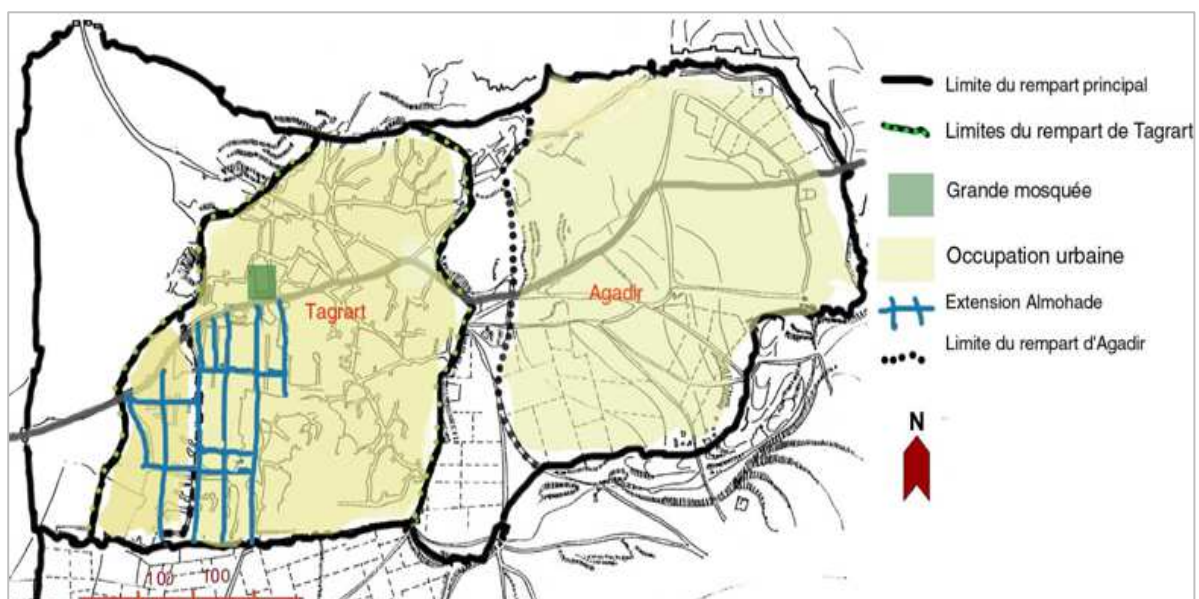 Limite du rempart principal
Limites du rempart de Tagrart
Grande mosquée
Occupation urbaine
Extension Almohade
Limite du rempart d'Agadir
Tagrart
Agadir
N
100 100